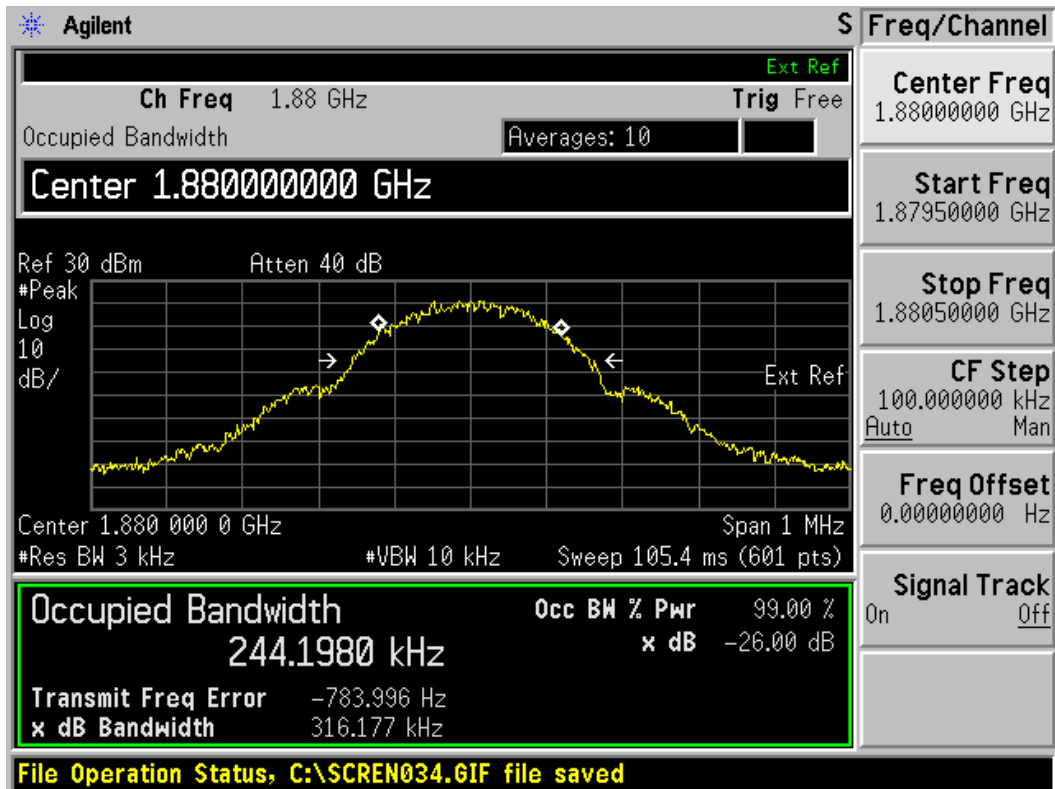 Agilent S
Freq/Channel
Ext Ref
Ch Freq 1.88 GHz Trig Free
Occupied Bandwidth Averages: 10
Center 1.880000000 GHz
Ref 30 dBm Atten 40 dB
#Peak
Log
10
dB/
Ext Ref
Center 1.880 000 0 GHz Span 1 MHz
#Res BW 3 kHz #VBW 10 kHz Sweep 105.4 ms (601 pts)
Occupied Bandwidth Occ BW % Pwr 99.00 %
244.1980 kHz x dB -26.00 dB
Transmit Freq Error -783.996 Hz
x dB Bandwidth 316.177 kHz
File Operation Status, C:\SCREN034.GIF file saved
Center Freq
1.88000000 GHz
Start Freq
1.87950000 GHz
Stop Freq
1.88050000 GHz
CF Step
100.000000 kHz
Auto Man
Freq Offset
0.00000000 Hz
Signal Track
On Off